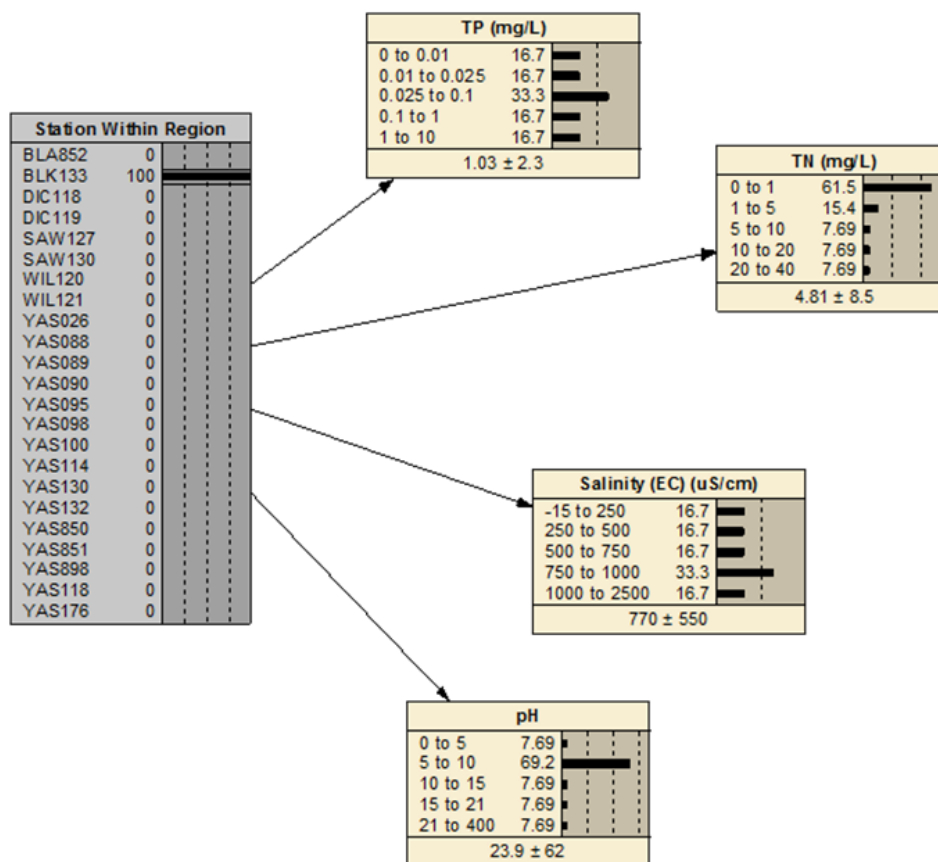 TP (mg/L)
0 to 0.01 16.7
0.01 to 0.025 16.7
0.025 to 0.1 33.3
0.1 to 1 16.7
1 to 10 16.7
1.03 ± 2.3
Station Within Region
BLA852 0
BLK133 100
DIC118 0
DIC119 0
SAW127 0
SAW130 0
WIL120 0
WIL121 0
YAS026 0
YAS088 0
YAS089 0
YAS090 0
YAS095 0
YAS098 0
YAS100 0
YAS114 0
YAS130 0
YAS132 0
YAS850 0
YAS851 0
YAS898 0
YAS118 0
YAS176 0
TN (mg/L)
0 to 1 61.5
1 to 5 15.4
5 to 10 7.69
10 to 20 7.69
20 to 40 7.69
4.81 ± 8.5
Salinity (EC) (uS/cm)
-15 to 250 16.7
250 to 500 16.7
500 to 750 16.7
750 to 1000 33.3
1000 to 2500 16.7
770 ± 550
pH
0 to 5 7.69
5 to 10 69.2
10 to 15 7.69
15 to 21 7.69
21 to 400 7.69
23.9 ± 62